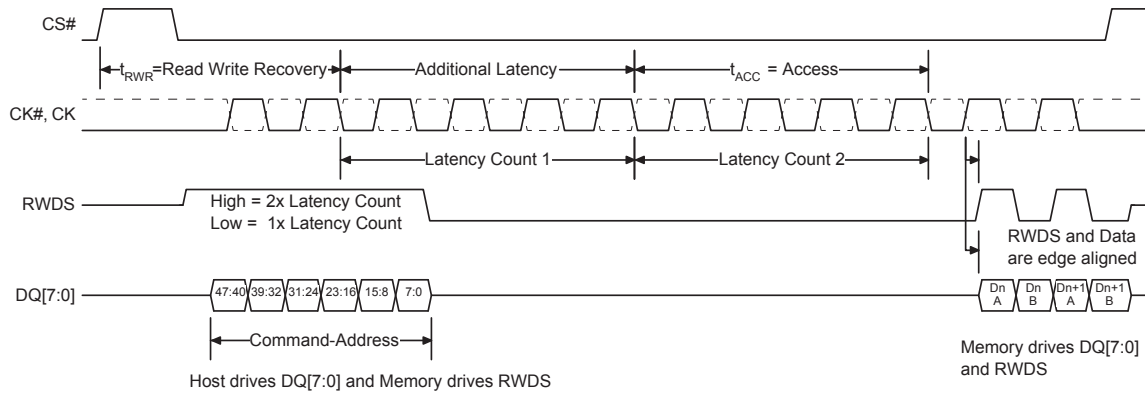 CS#
tRWR=Read Write Recovery
Additional Latency
tACC = Access
CK#, CK
Latency Count 1
Latency Count 2
RWDS
High = 2x Latency Count
Low = 1x Latency Count
RWDS and Data
are edge aligned
DQ[7:0]
47:40 39:32 31:24 23:16 15:8 7:0
Dn A
Dn B
Dn+1 A
Dn+1 B
Command-Address
Host drives DQ[7:0] and Memory drives RWDS
Memory drives DQ[7:0]
and RWDS